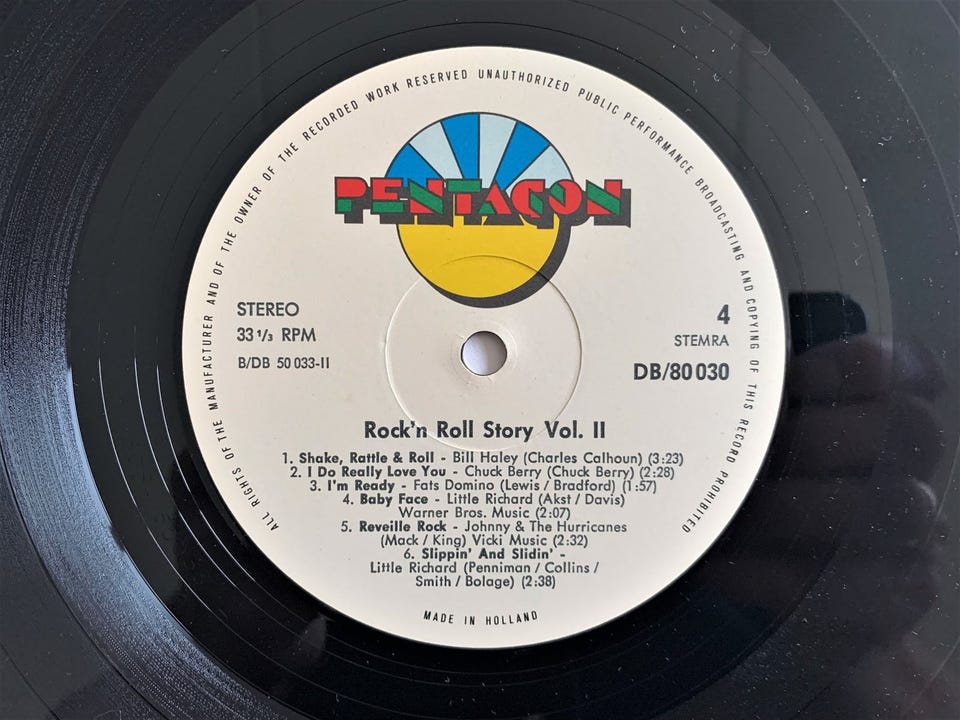 ALL RIGHTS OF THE MANUFACTURER AND OF THE OWNER OF THE RECORDED WORK RESERVED UNAUTHORIZED PUBLIC PERFORMANCE BROADCASTING AND COPYING OF THIS RECORD PROHIBITED
PENTAGON
STEREO
33 1/3 RPM
B/DB 50 033-II
4
STEMRA
DB/80 030
Rock'n Roll Story Vol. II
1. Shake, Rattle & Roll - Bill Haley (Charles Calhoun) (3:23)
2. I Do Really Love You - Chuck Berry (Chuck Berry) (2:28)
3. I'm Ready - Fats Domino (Lewis / Bradford) (1:57)
4. Baby Face - Little Richard (Akst / Davis)
Warner Bros. Music (2:07)
5. Reveille Rock - Johnny & The Hurricanes
(Mack / King) Vicki Music (2:32)
6. Slippin' And Slidin' -
Little Richard (Penniman / Collins /
Smith / Bolage) (2:38)
MADE IN HOLLAND